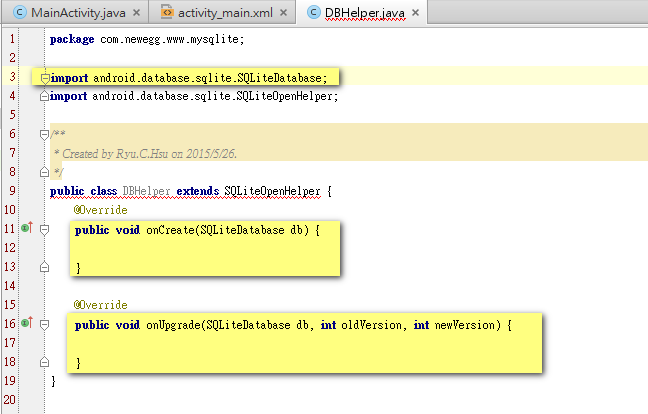 MainActivity.java × activity_main.xml × DBHelper.java ×
1 package com.newegg.www.mysqlite;
2
3 import android.database.sqlite.SQLiteDatabase;
4 import android.database.sqlite.SQLiteOpenHelper;
5
6 /**
7 * Created by Ryu.C.Hsu on 2015/5/26.
8 */
9 public class DBHelper extends SQLiteOpenHelper {
10 @Override
11 public void onCreate(SQLiteDatabase db) {
12
13 }
14
15 @Override
16 public void onUpgrade(SQLiteDatabase db, int oldVersion, int newVersion) {
17
18 }
19 }
20